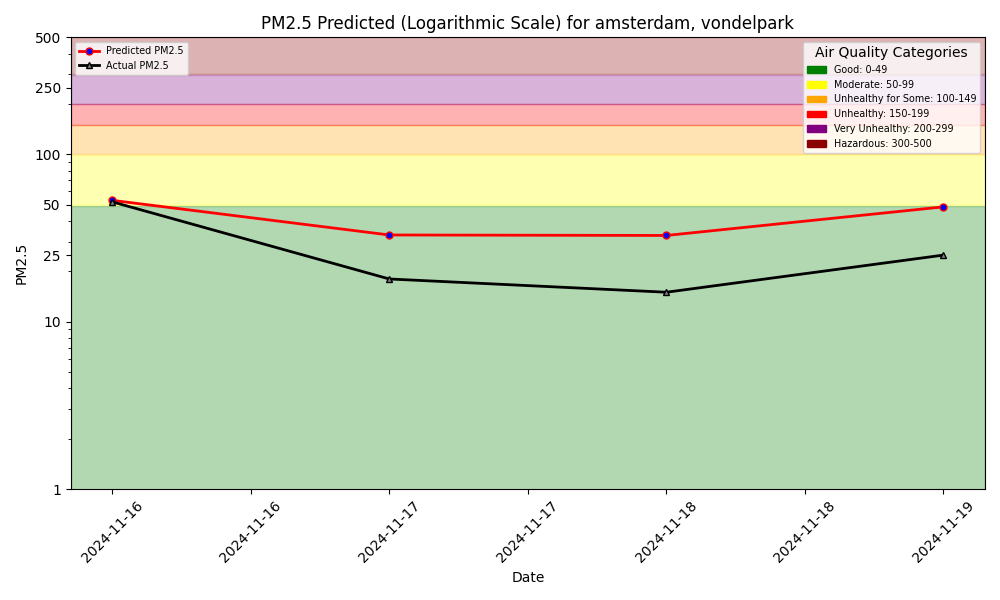 PM2.5 Predicted (Logarithmic Scale) for amsterdam, vondelpark
Predicted PM2.5
Actual PM2.5
Air Quality Categories
Good: 0-49
Moderate: 50-99
Unhealthy for Some: 100-149
Unhealthy: 150-199
Very Unhealthy: 200-299
Hazardous: 300-500
500
250
100
50
25
10
1
PM2.5
2024-11-16
2024-11-16
2024-11-17
2024-11-17
2024-11-18
2024-11-18
2024-11-19
Date